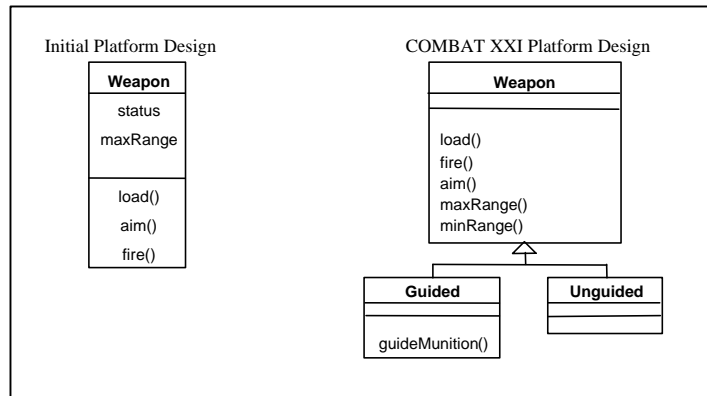 Initial Platform Design
Weapon
status
maxRange
load()
aim()
fire()
COMBAT XXI Platform Design
Weapon
load()
fire()
aim()
maxRange()
minRange()
Guided
guideMunition()
Unguided